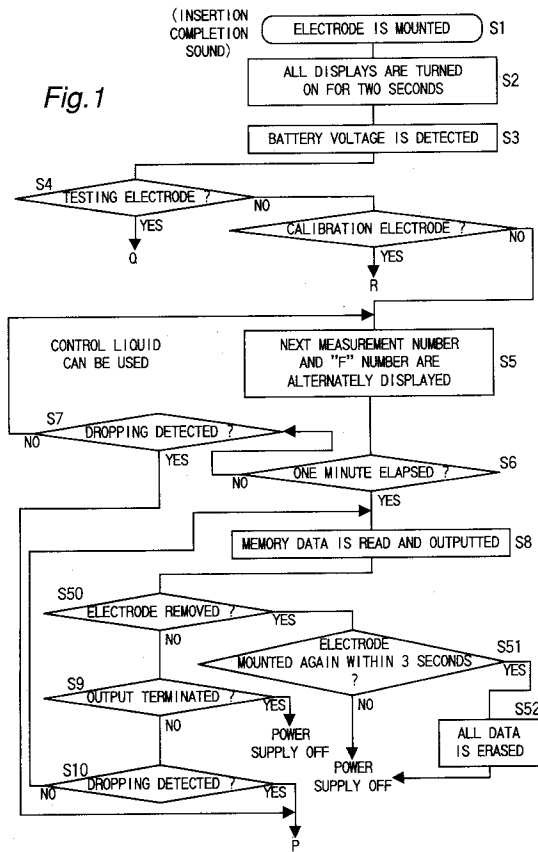 (INSERTION
COMPLETION
SOUND)
ELECTRODE IS MOUNTED
S1
ALL DISPLAYS ARE TURNED
ON FOR TWO SECONDS
S2
Fig.1
BATTERY VOLTAGE IS DETECTED
S3
S4
TESTING ELECTRODE ?
NO
YES
Q
CALIBRATION ELECTRODE ?
NO
YES
R
CONTROL LIQUID
CAN BE USED
NEXT MEASUREMENT NUMBER
AND "F" NUMBER ARE
ALTERNATELY DISPLAYED
S5
S7
DROPPING DETECTED ?
NO
YES
ONE MINUTE ELAPSED ?
S6
NO
YES
MEMORY DATA IS READ AND OUTPUTTED
S8
S50
ELECTRODE REMOVED ?
YES
NO
ELECTRODE
MOUNTED AGAIN WITHIN 3 SECONDS
?
S51
YES
NO
S9
OUTPUT TERMINATED ?
YES
NO
POWER
SUPPLY OFF
S52
ALL DATA
IS ERASED
POWER
SUPPLY OFF
S10
DROPPING DETECTED ?
NO
YES
P